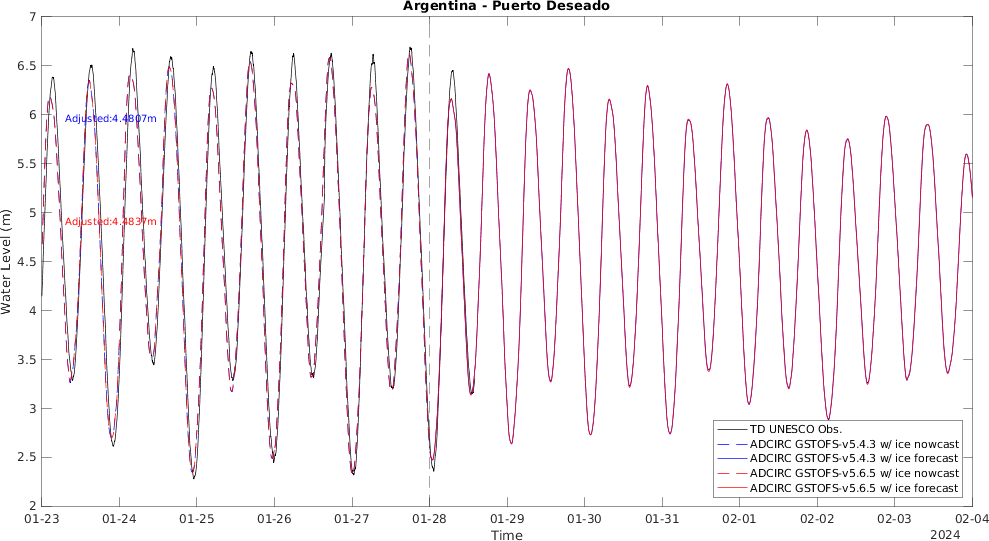 Argentina - Puerto Deseado
7
6.5
6
5.5
5
4.5
4
3.5
3
2.5
2
Water Level (m)
Adjusted:4.4807m
Adjusted:4.4837m
TD UNESCO Obs.
ADCIRC GSTOFS-v5.4.3 w/ ice nowcast
ADCIRC GSTOFS-v5.4.3 w/ ice forecast
ADCIRC GSTOFS-v5.6.5 w/ ice nowcast
ADCIRC GSTOFS-v5.6.5 w/ ice forecast
01-23 01-24 01-25 01-26 01-27 01-28 01-29 01-30 01-31 02-01 02-02 02-03 02-04
Time
2024